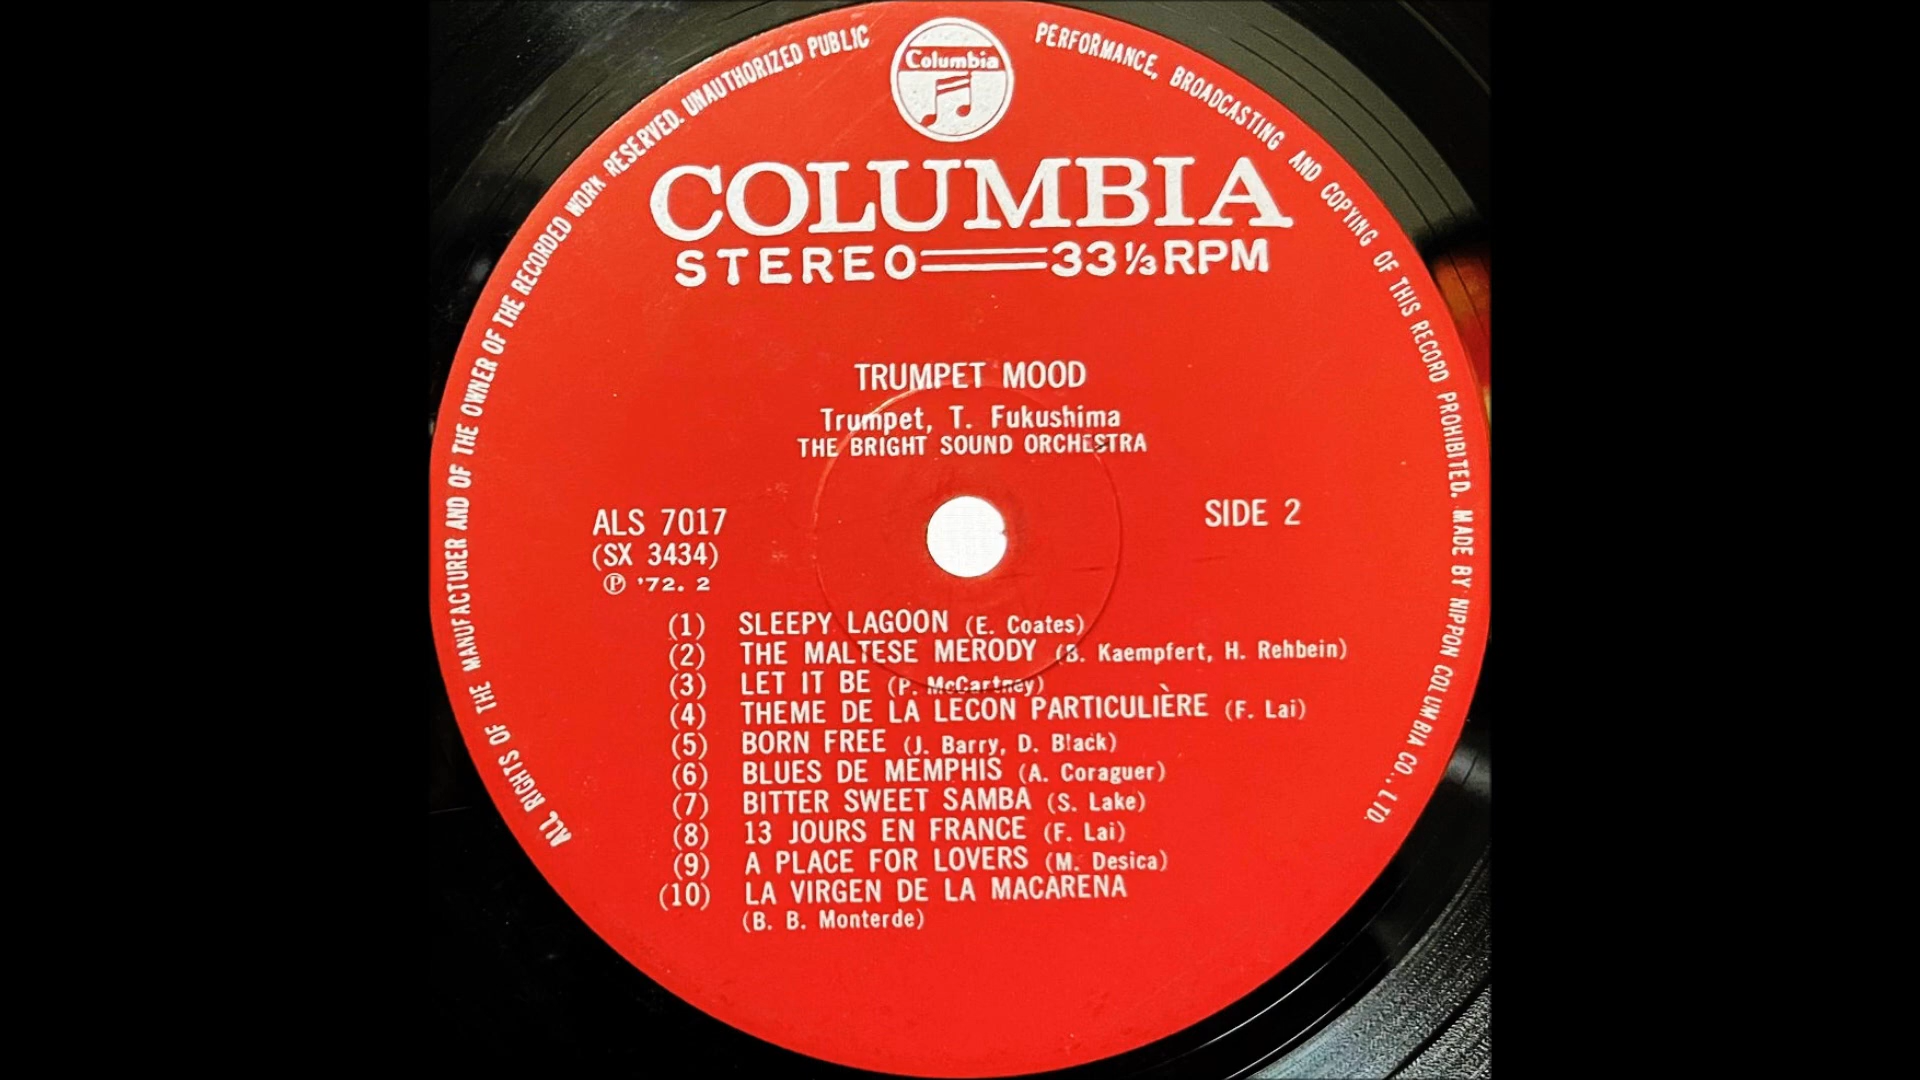 Columbia
COLUMBIA
STEREO 33⅓ RPM
TRUMPET MOOD
Trumpet, T. Fukushima
THE BRIGHT SOUND ORCHESTRA
ALS 7017
(SX 3434)
Ⓟ '72. 2
SIDE 2
(1) SLEEPY LAGOON (E. Coates)
(2) THE MALTESE MERODY (B. Kaempfert, H. Rehbein)
(3) LET IT BE (P. McCartney)
(4) THEME DE LA LECON PARTICULIÈRE (F. Lai)
(5) BORN FREE (J. Barry, D. Black)
(6) BLUES DE MEMPHIS (A. Coraguer)
(7) BITTER SWEET SAMBA (S. Lake)
(8) 13 JOURS EN FRANCE (F. Lai)
(9) A PLACE FOR LOVERS (M. Desica)
(10) LA VIRGEN DE LA MACARENA
(B. B. Monterde)
ALL RIGHTS OF THE MANUFACTURER AND OF THE OWNER OF THE RECORDED WORK RESERVED. UNAUTHORIZED PUBLIC PERFORMANCE, BROADCASTING AND COPYING OF THIS RECORD PROHIBITED. MADE BY NIPPON COLUMBIA CO., LTD.